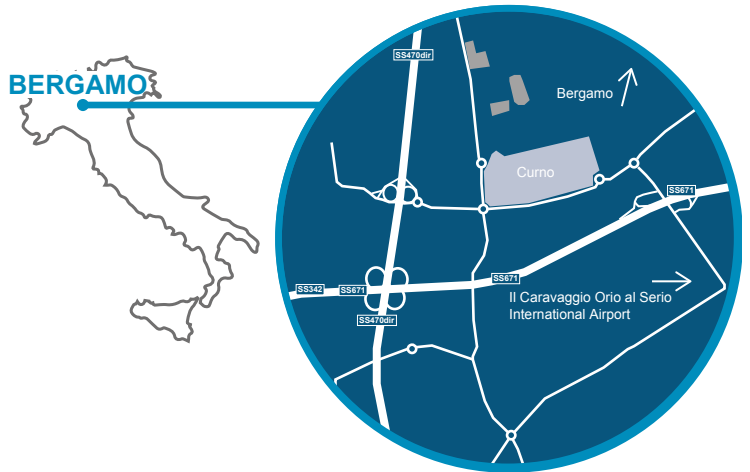 BERGAMO
SS470dir
Bergamo
Curno
SS671
SS671
SS342
SS671
Il Caravaggio Orio al Serio
International Airport
SS470dir